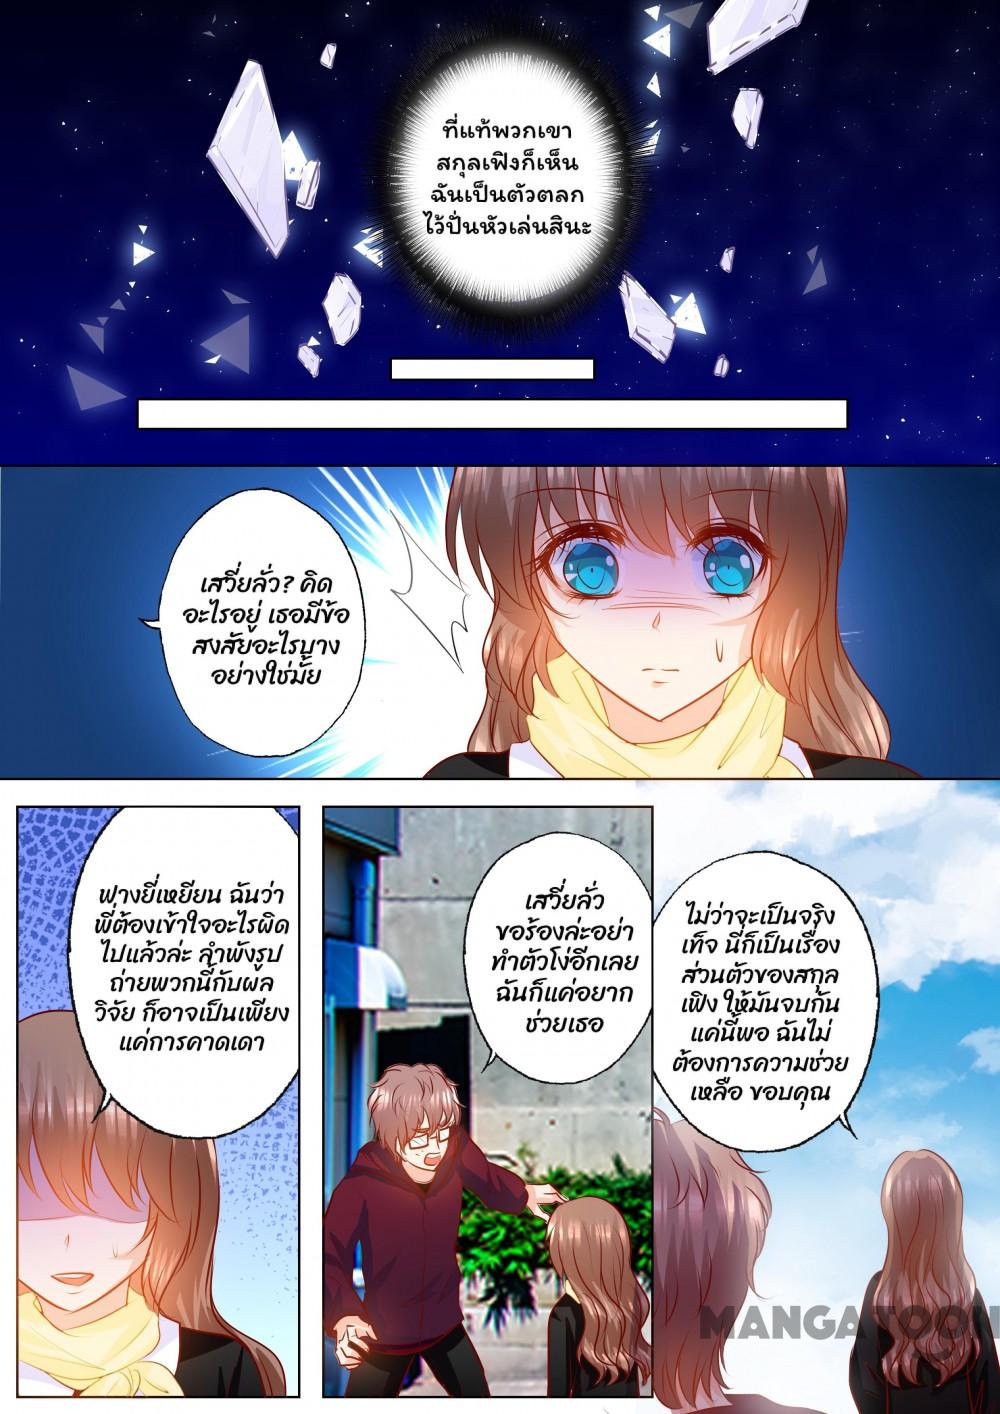 ที่แท้พวกเขา
สกุลเฟิงก็เห็น
ฉันเป็นตัวตลก
ไว้ปั่นหัวเล่นสินะ
เสวี่ยลั่ว? คิด
อะไรอยู่ เธอมีข้อ
สงสัยอะไรบาง
อย่างใช่มั้ย
ฟางยี่เหยียน ฉันว่า
พี่ต้องเข้าใจอะไรผิด
ไปแล้วล่ะ ลำพังรูป
ถ่ายพวกนี้กับผล
วิจัย ก็อาจเป็นเพียง
แค่การคาดเดา
เสวี่ยลั่ว
ขอร้องล่ะอย่า
ทำตัวโง่อีกเลย
ฉันก็แค่อยาก
ช่วยเธอ
ไม่ว่าจะเป็นจริง
เท็จ นี่ก็เป็นเรื่อง
ส่วนตัวของสกุล
เฟิง ให้มันจบกัน
แค่นี้พอ ฉันไม่
ต้องการความช่วย
เหลือ ขอบคุณ
MANGATOON